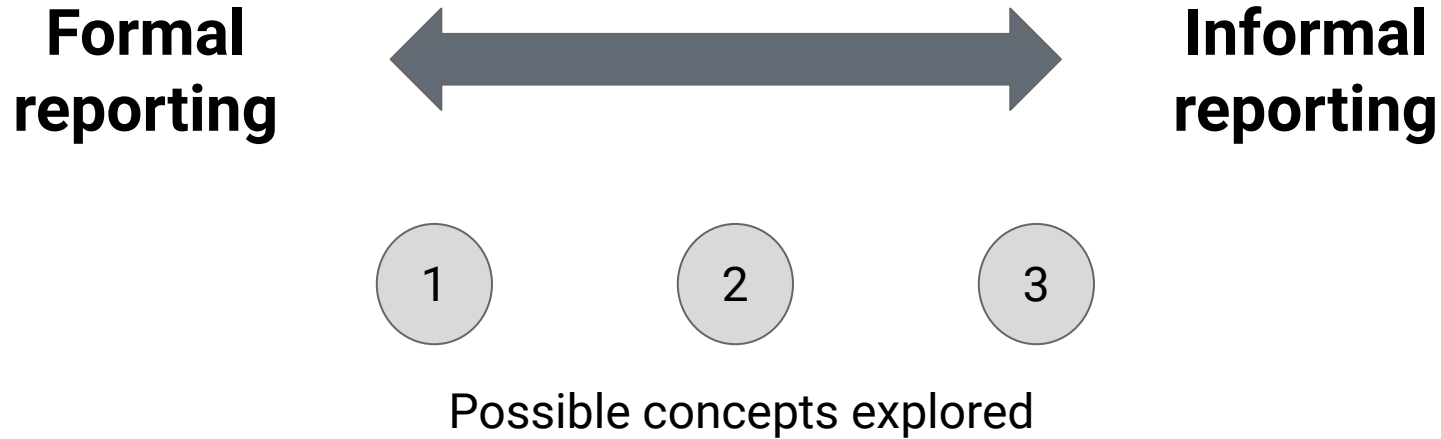 Formal
reporting
Informal
reporting
1
2
3
Possible concepts explored